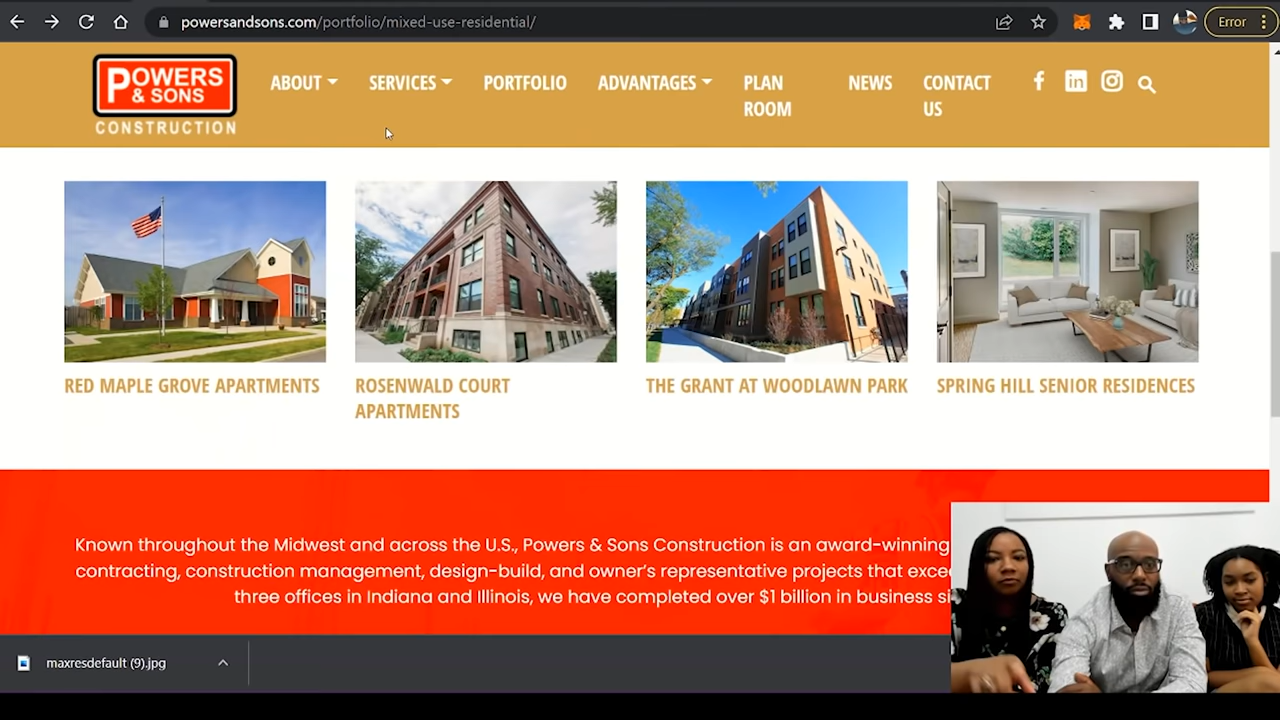 powersandsons.com/portfolio/mixed-use-residential/
Error
POWERS
& SONS
CONSTRUCTION
ABOUT
SERVICES
PORTFOLIO
ADVANTAGES
PLAN
ROOM
NEWS
CONTACT
US
RED MAPLE GROVE APARTMENTS
ROSENWALD COURT
APARTMENTS
THE GRANT AT WOODLAWN PARK
SPRING HILL SENIOR RESIDENCES
Known throughout the Midwest and across the U.S., Powers & Sons Construction is an award-winning
contracting, construction management, design-build, and owner's representative projects that
three offices in Indiana and Illinois, we have completed over $1 billion in business
maxresdefault (9).jpg